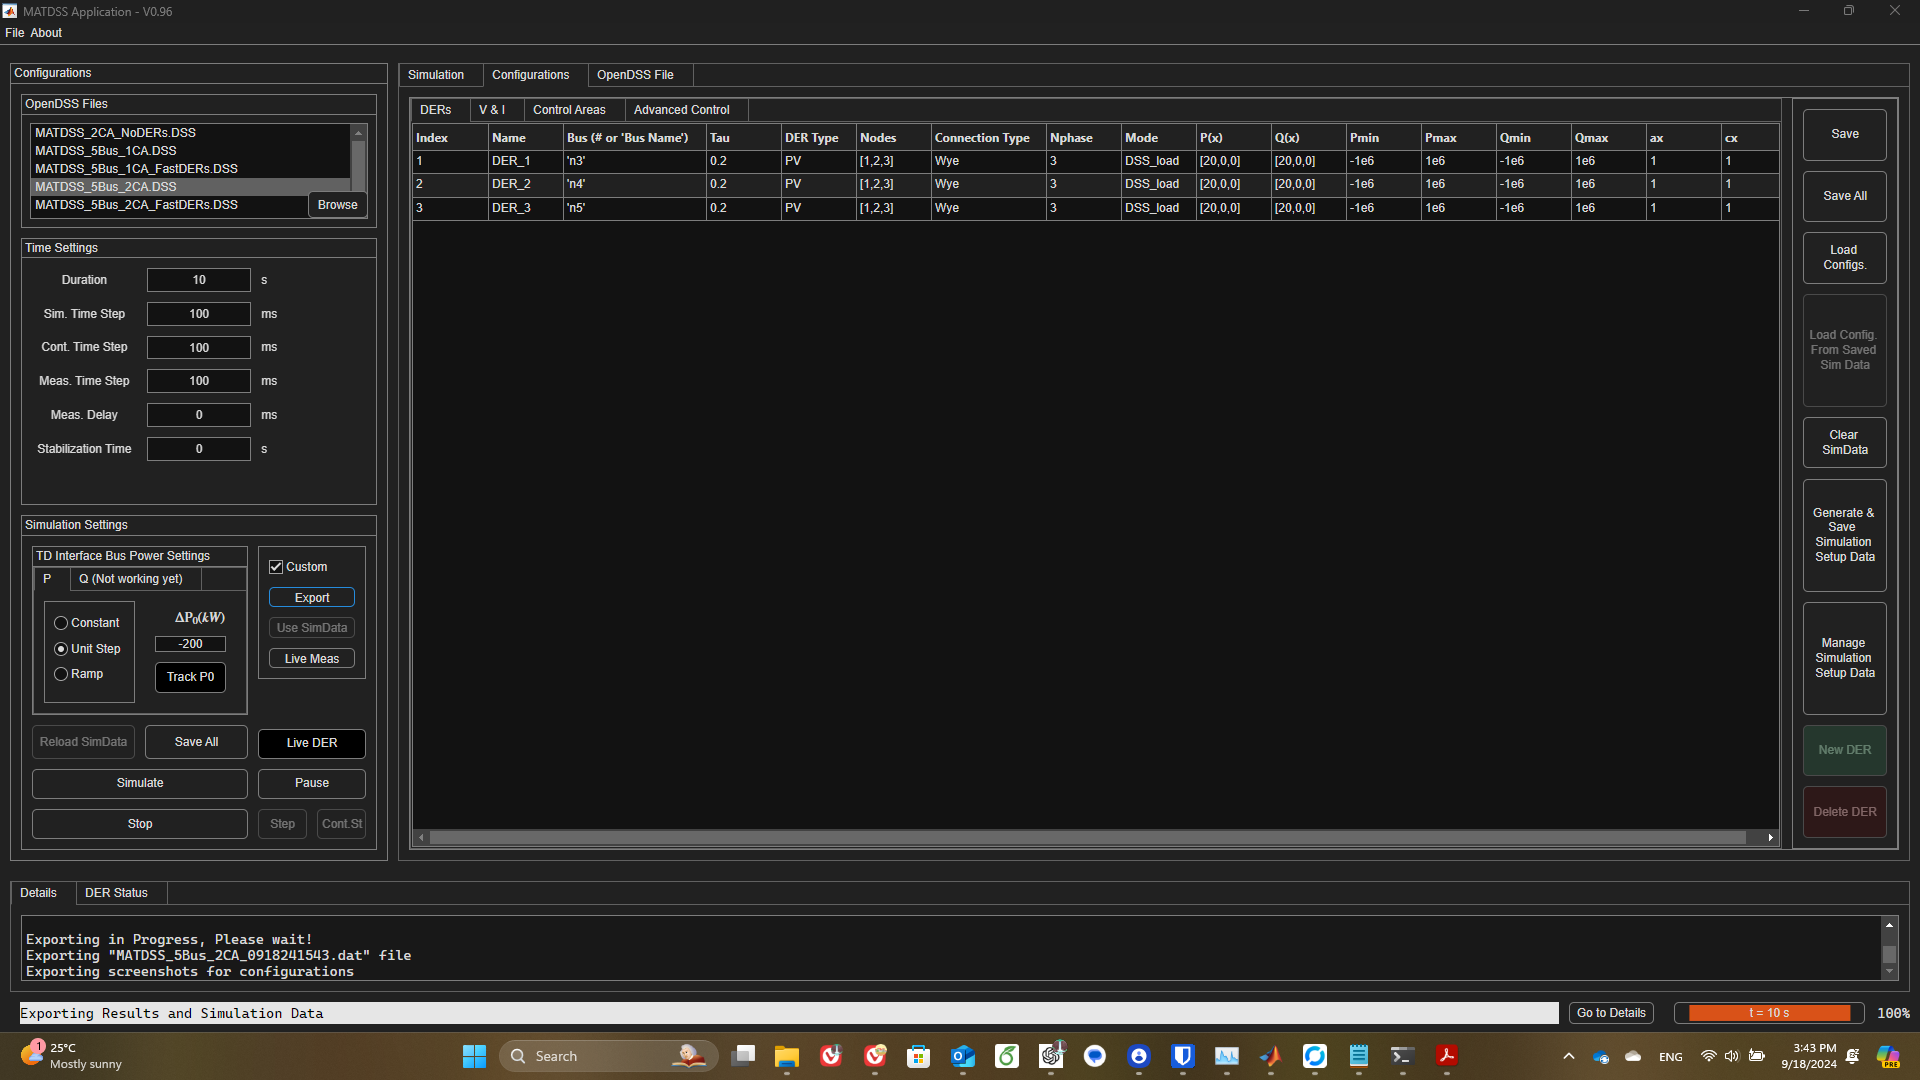 MATDSS Application - V0.96
File About
Configurations
OpenDSS Files
MATDSS_2CA_NoDERs.DSS
MATDSS_5Bus_1CA.DSS
MATDSS_5Bus_1CA_FastDERs.DSS
MATDSS_5Bus_2CA.DSS
MATDSS_5Bus_2CA_FastDERs.DSS
Browse
Time Settings
Duration 10 s
Sim. Time Step 100 ms
Cont. Time Step 100 ms
Meas. Time Step 100 ms
Meas. Delay 0 ms
Stabilization Time 0 s
Simulation Settings
TD Interface Bus Power Settings
P Q (Not working yet)
Constant
Unit Step
Ramp
ΔP0(kW)
-200
Track P0
Custom
Export
Use SimData
Live Meas
Reload SimData Save All Live DER
Simulate Pause
Stop Step Cont.St
Simulation Configurations OpenDSS File
DERs V & I Control Areas Advanced Control
Index Name Bus (# or 'Bus Name') Tau DER Type Nodes Connection Type Nphase Mode P(x) Q(x) Pmin Pmax Qmin Qmax ax cx
1 DER_1 'n3' 0.2 PV [1,2,3] Wye 3 DSS_load [20,0,0] [20,0,0] -1e6 1e6 -1e6 1e6 1 1
2 DER_2 'n4' 0.2 PV [1,2,3] Wye 3 DSS_load [20,0,0] [20,0,0] -1e6 1e6 -1e6 1e6 1 1
3 DER_3 'n5' 0.2 PV [1,2,3] Wye 3 DSS_load [20,0,0] [20,0,0] -1e6 1e6 -1e6 1e6 1 1
Save
Save All
Load
Configs.
Load Config.
From Saved
Sim Data
Clear
SimData
Generate &
Save
Simulation
Setup Data
Manage
Simulation
Setup Data
New DER
Delete DER
Details DER Status
Exporting in Progress, Please wait!
Exporting "MATDSS_5Bus_2CA_0918241543.dat" file
Exporting screenshots for configurations
Exporting Results and Simulation Data
Go to Details
t = 10 s
100%
1
25°C
Mostly sunny
Search
ENG
3:43 PM
9/18/2024
PRE